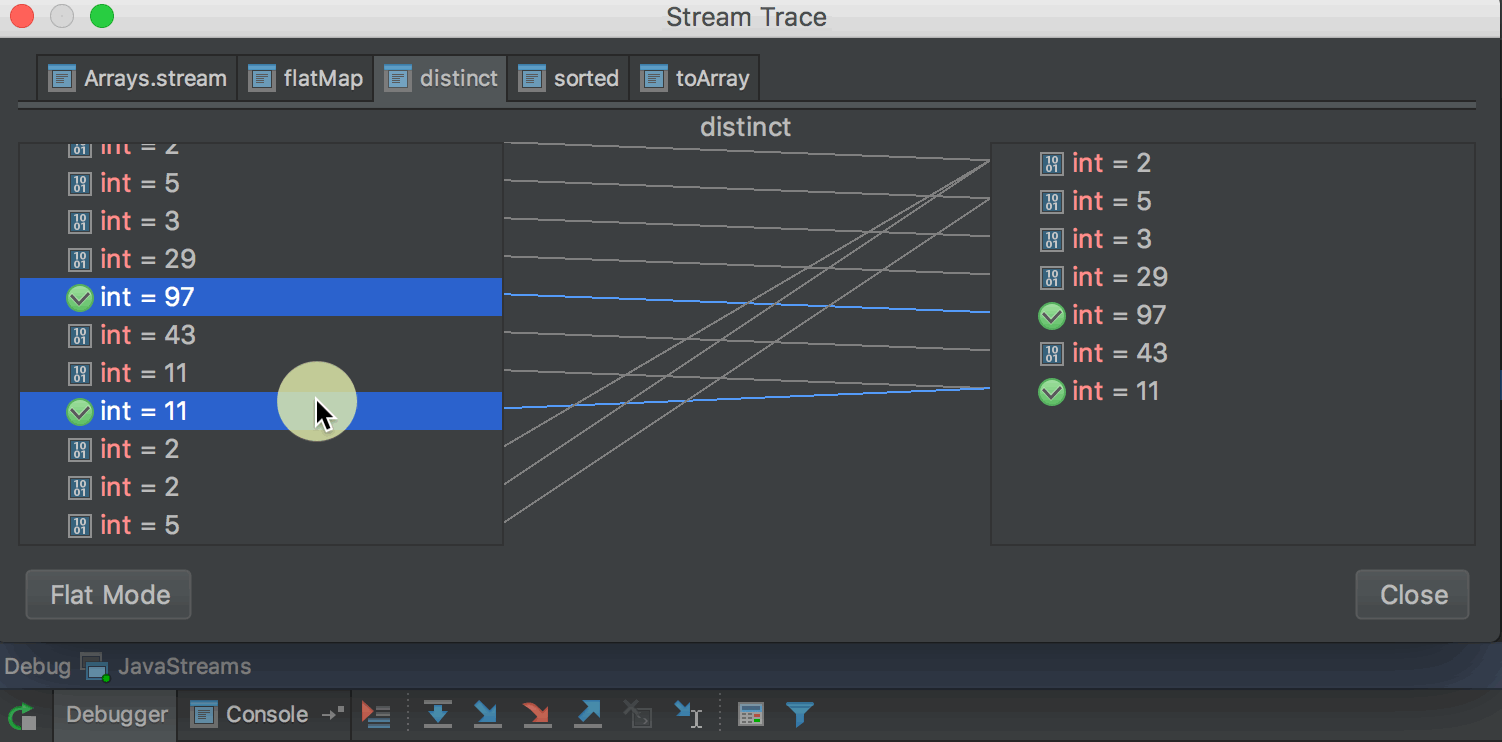 Stream Trace
Arrays.stream flatMap distinct sorted toArray
distinct
int = 2
int = 5
int = 3
int = 29
int = 97
int = 43
int = 11
int = 11
int = 2
int = 2
int = 5
int = 2
int = 5
int = 3
int = 29
int = 97
int = 43
int = 11
Flat Mode
Close
Debug JavaStreams
Debugger Console